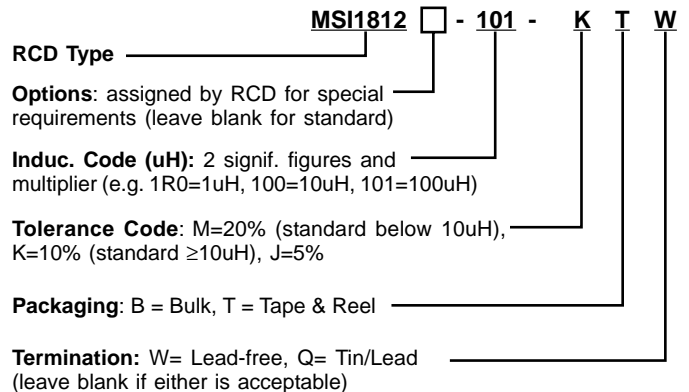 MSI1812 □ - 101 - K T W
RCD Type
Options: assigned by RCD for special
requirements (leave blank for standard)
Induc. Code (uH): 2 signif. figures and
multiplier (e.g. 1R0=1uH, 100=10uH, 101=100uH)
Tolerance Code: M=20% (standard below 10uH),
K=10% (standard ≥10uH), J=5%
Packaging: B = Bulk, T = Tape & Reel
Termination: W= Lead-free, Q= Tin/Lead
(leave blank if either is acceptable)